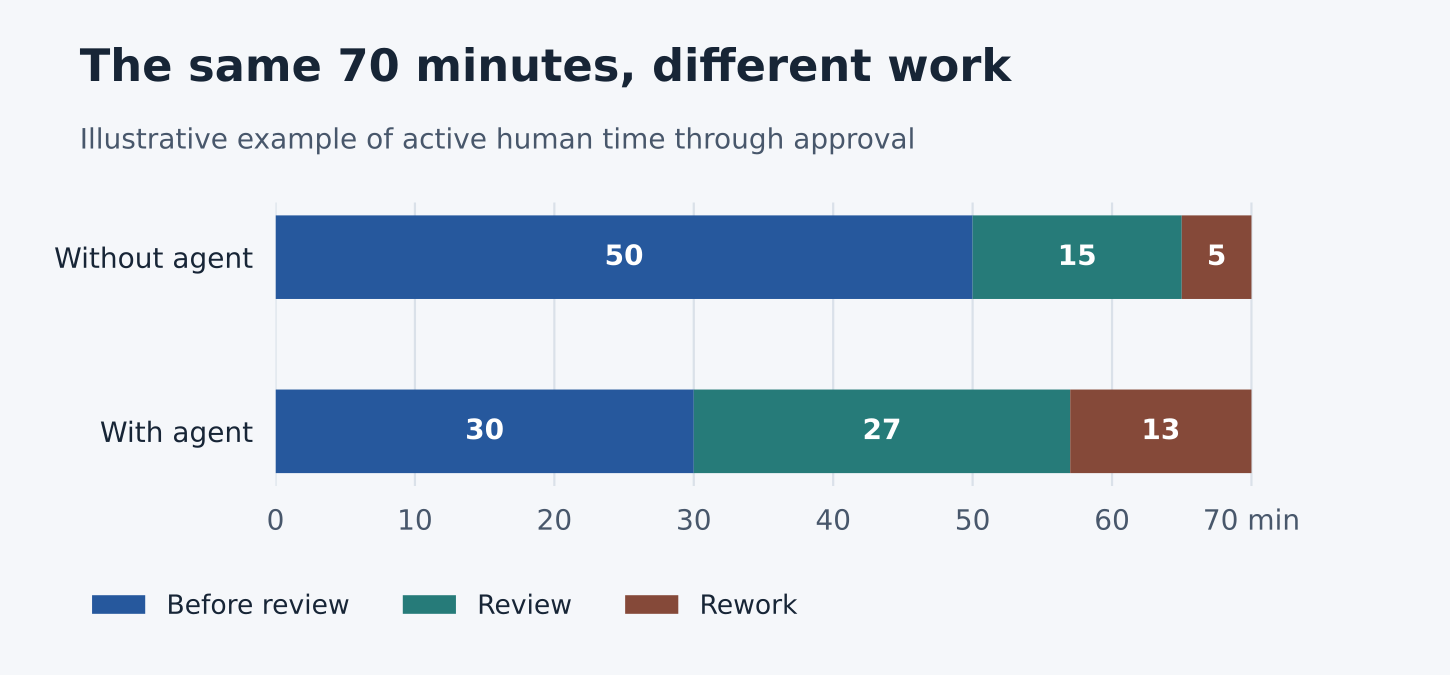 The same 70 minutes, different work
Illustrative example of active human time through approval
Without agent 50 15 5
With agent 30 27 13
0 10 20 30 40 50 60 70 min
Before review Review Rework